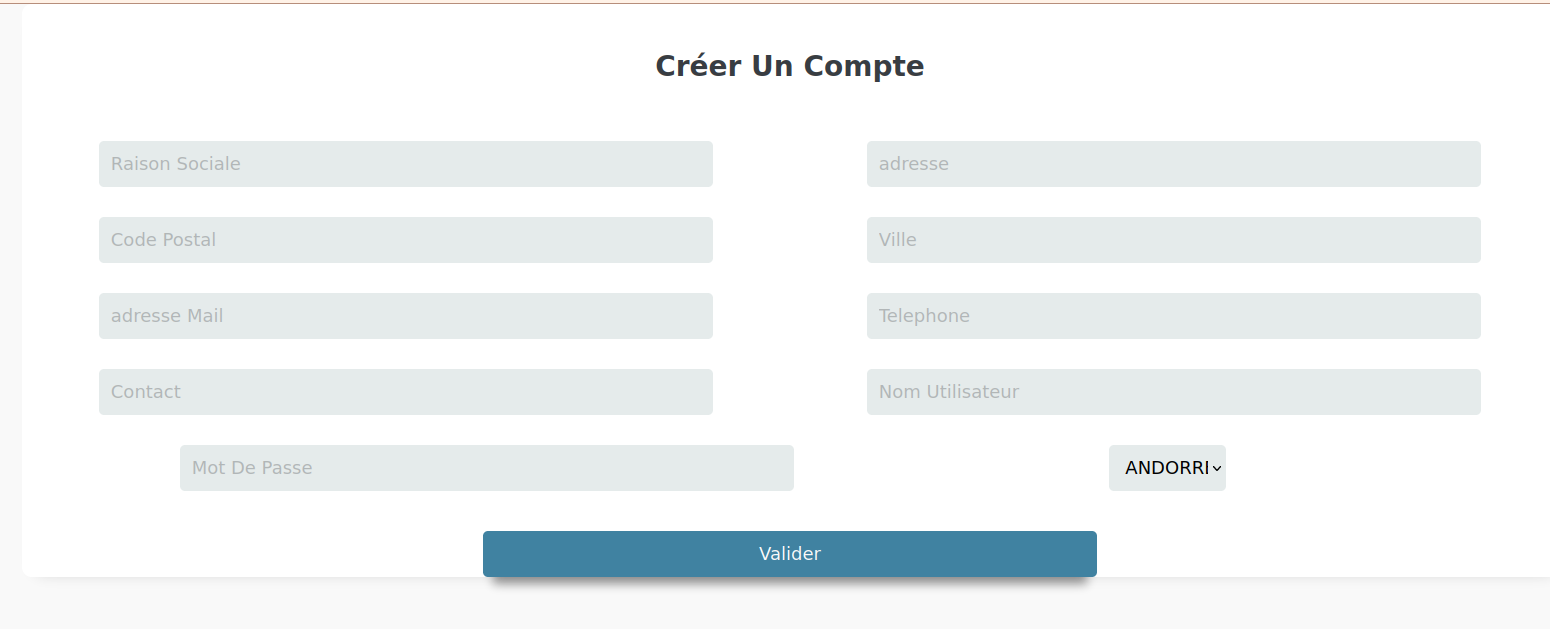 Créer Un Compte
Raison Sociale
adresse
Code Postal
Ville
adresse Mail
Telephone
Contact
Nom Utilisateur
Mot De Passe
ANDORRI
Valider